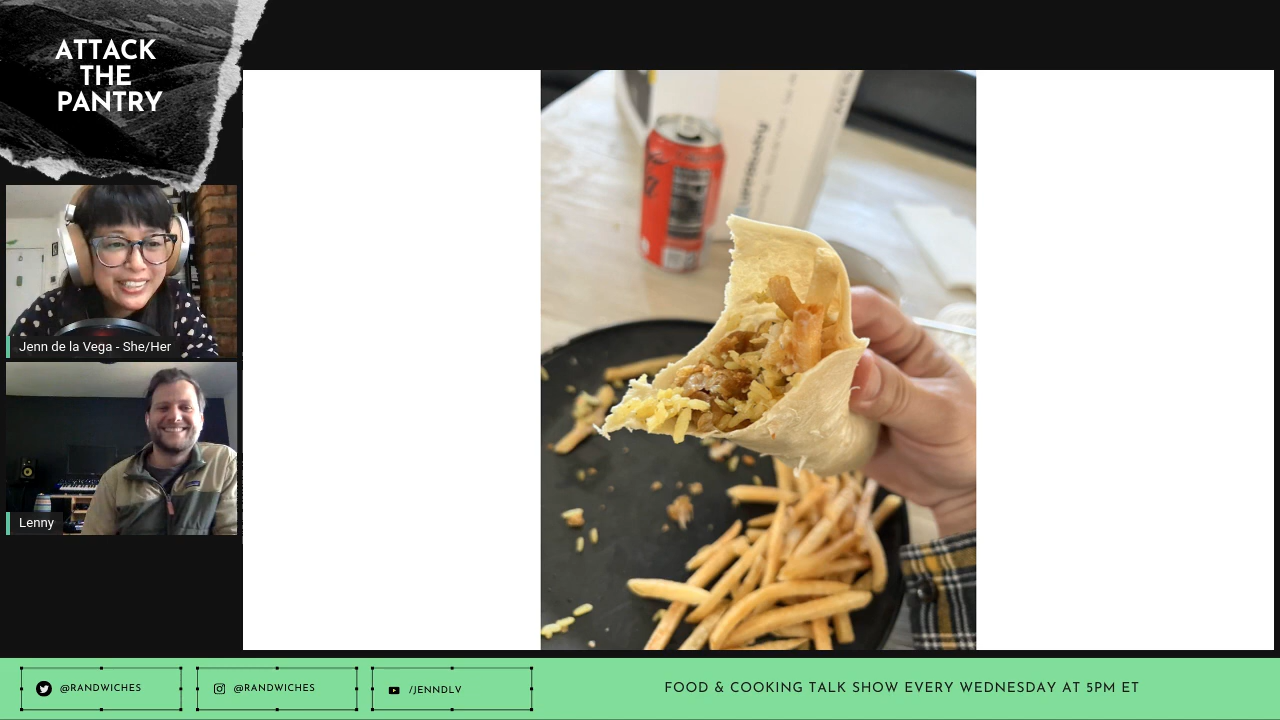 ATTACK
THE
PANTRY
Jenn de la Vega - She/Her
Lenny
@RANDWICHES
@RANDWICHES
/JENNDLV
FOOD & COOKING TALK SHOW EVERY WEDNESDAY AT 5PM ET